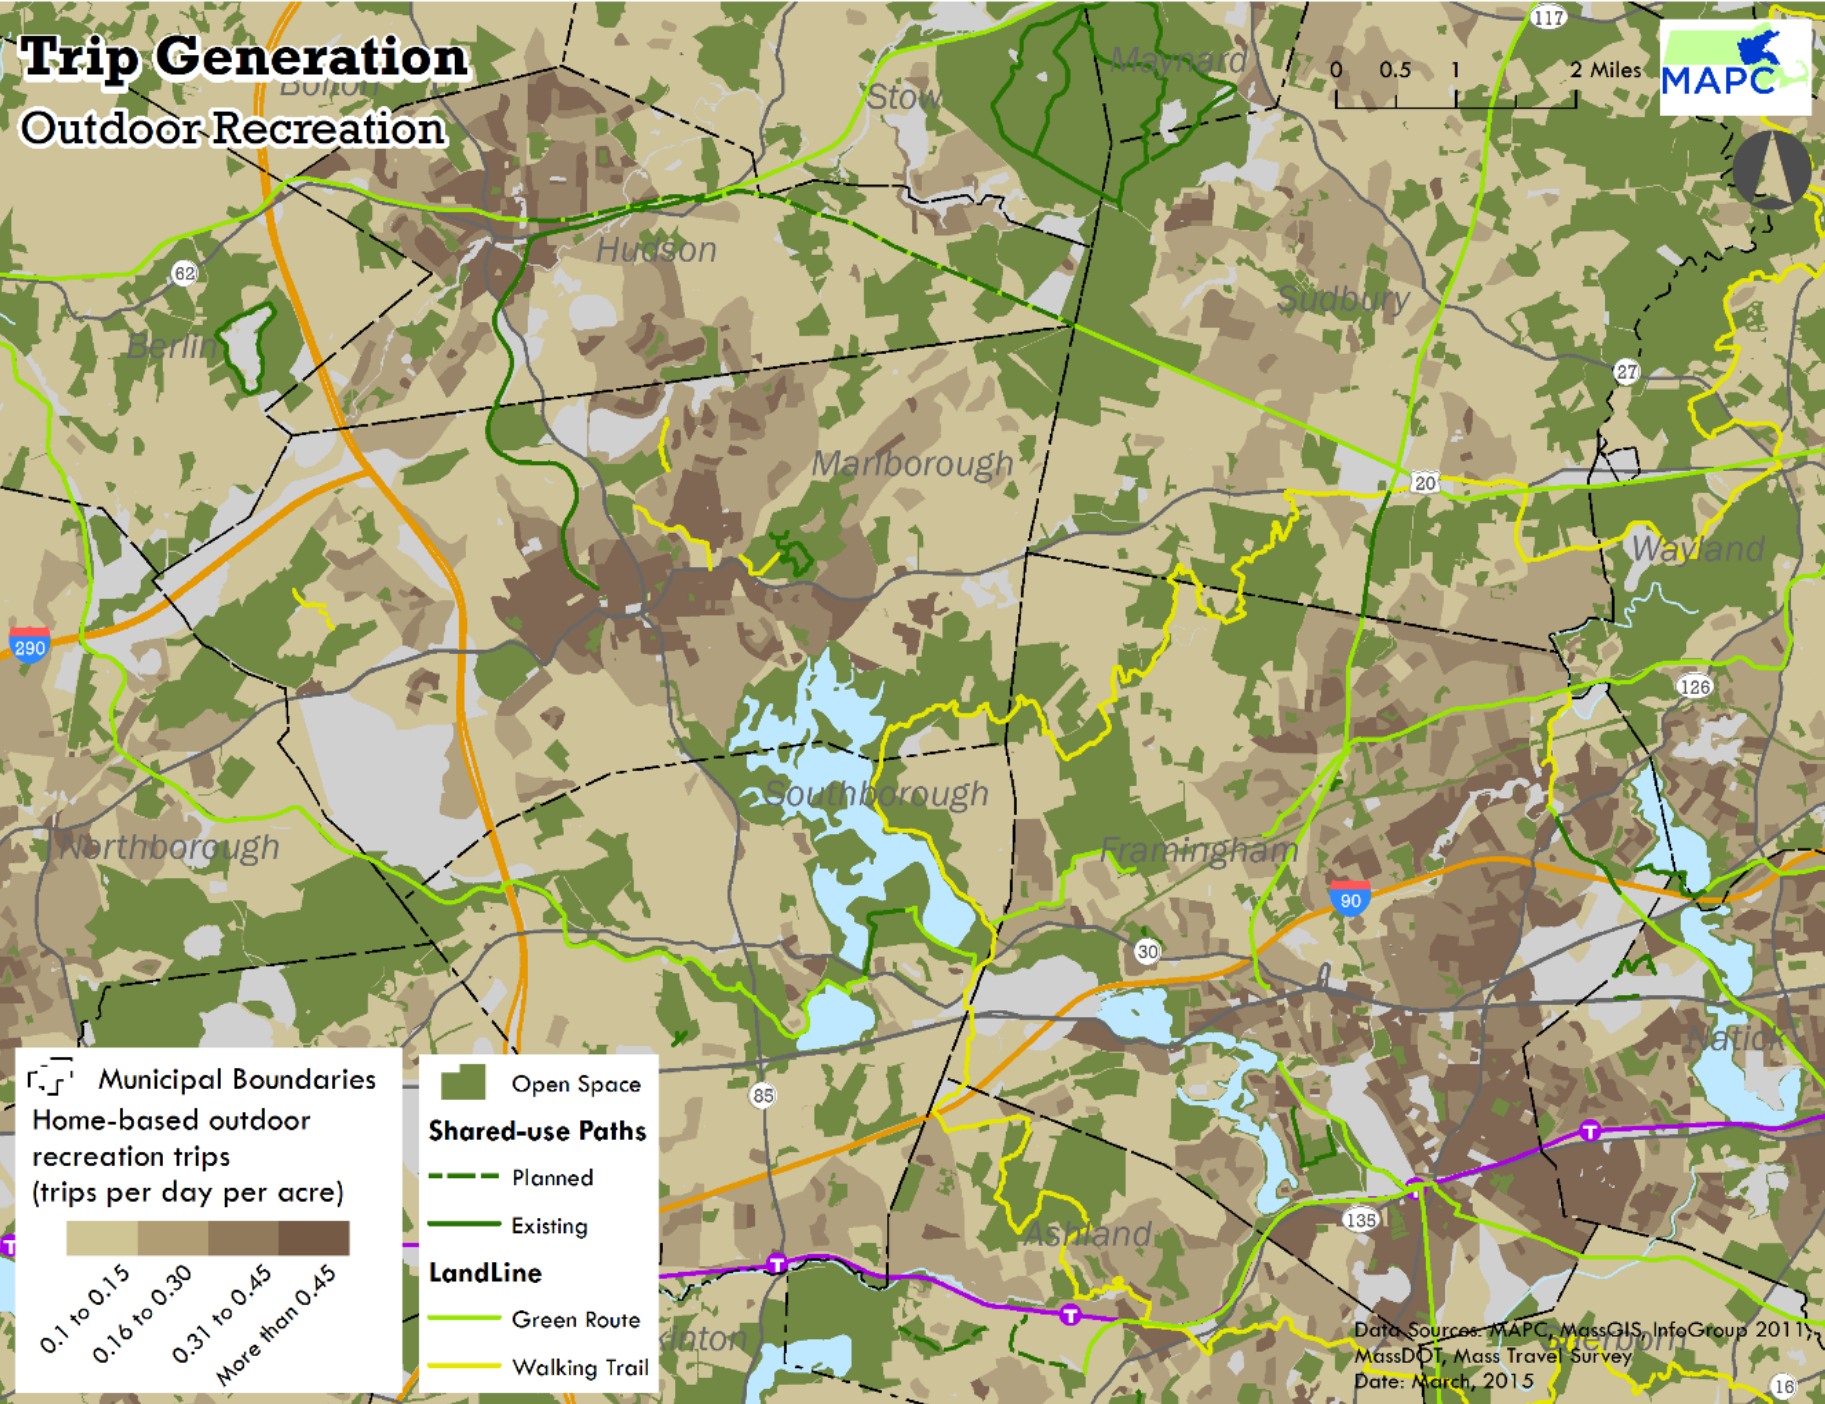 Trip Generation
Outdoor Recreation
Bolton
Stow
Maynard
117
0 0.5 1 2 Miles
MAPC
62
Hudson
Sudbury
Berlin
27
Marlborough
20
Wayland
290
126
Southborough
Northborough
Framingham
90
30
Natick
85
T
135
Ashland
T
T
T
T
kinton
Sherborn
16
Municipal Boundaries
Home-based outdoor
recreation trips
(trips per day per acre)
0.1 to 0.15
0.16 to 0.30
0.31 to 0.45
More than 0.45
Open Space
Shared-use Paths
Planned
Existing
LandLine
Green Route
Walking Trail
Data Sources: MAPC, MassGIS, InfoGroup 2011,
MassDOT, Mass Travel Survey
Date: March, 2015